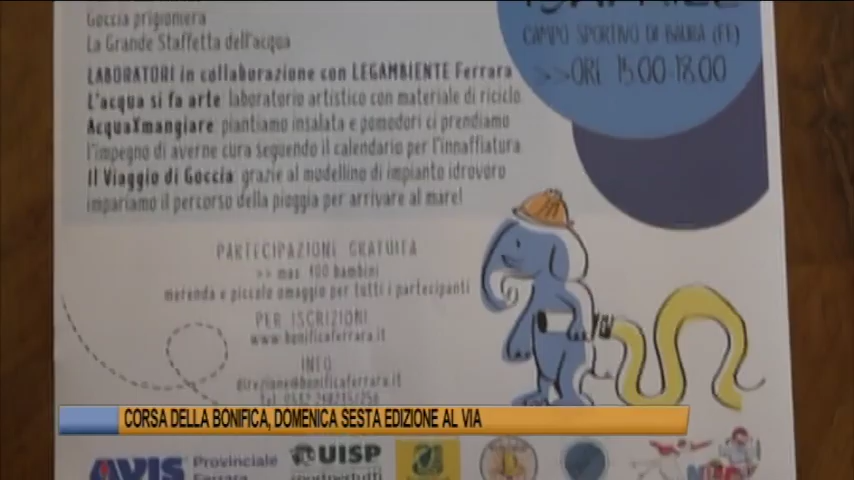 Goccia prigioniera
La Grande Staffetta dell'acqua
LABORATORI in collaborazione con LEGAMBIENTE Ferrara
L'acqua si fa arte: laboratorio artistico con materiale di riciclo
AcquaXmangiare: piantiamo insalata e pomodori ci prendiamo
l'impegno di averne cura seguendo il calendario per l'innaffiatura
Il Viaggio di Goccia: grazie al modellino di impianto idrovoro
impariamo il percorso della pioggia per arrivare al mare!
CAMPO SPORTIVO DI BAURA (FE)
>>ORE 15.00-18.00
PARTECIPAZIONE GRATUITA
>> max 100 bambini
merenda e piccolo omaggio per tutti i partecipanti
PER ISCRIZIONI
www.bonificaferrara.it
INFO
direzione@bonificaferrara.it
CORSA DELLA BONIFICA, DOMENICA SESTA EDIZIONE AL VIA
AVIS Provinciale
Ferrara
UISP
sportpertutti